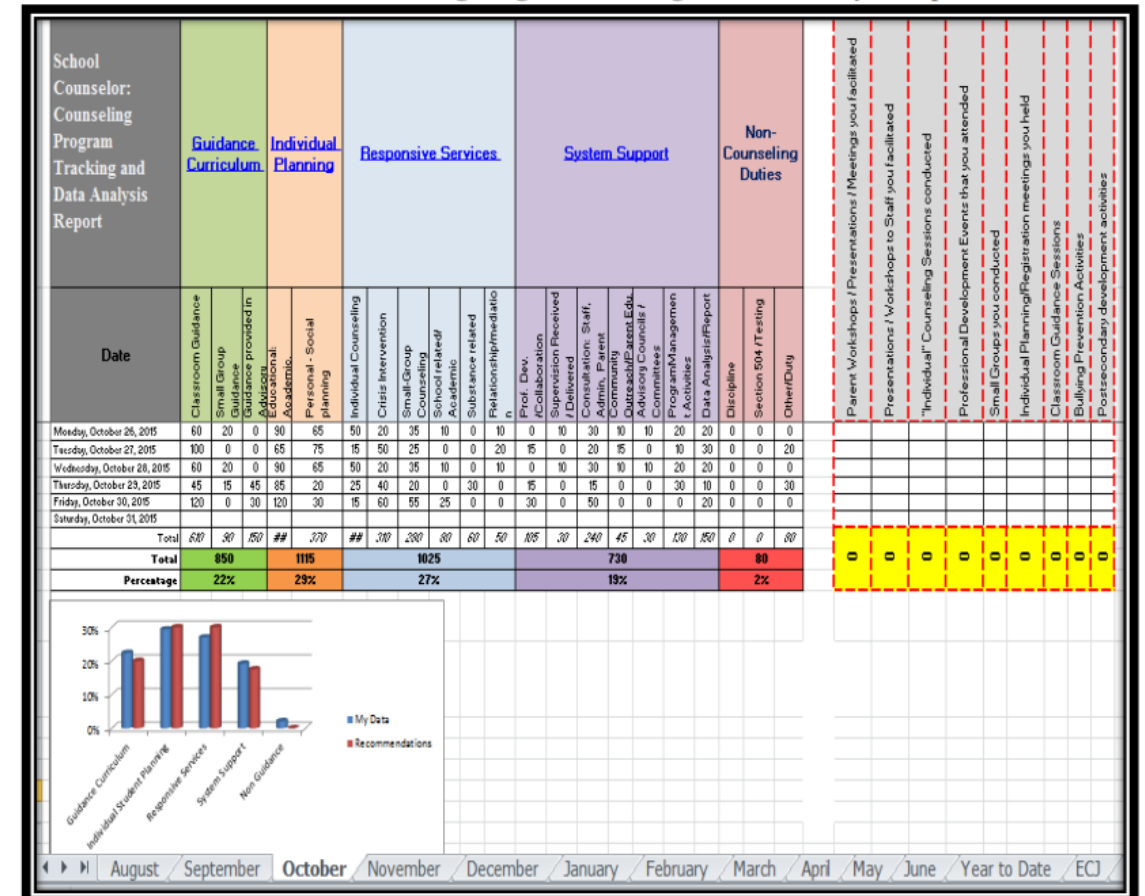 School
Counselor:
Counseling
Program
Tracking and
Data Analysis
Report
Guidance
Curriculum
Individual
Planning
Responsive Services
System Support
Non-
Counseling
Duties
Parent Workshops / Presentations / Meetings you facilitated
Presentations / Workshops to Staff you facilitated
"Individual" Counseling Sessions conducted
Professional Development Events that you attended
Small Groups you conducted
Individual Planning/Registration meetings you held
Classroom Guidance Sessions
Bullying Prevention Activities
Postsecondary development activities
Date
Classroom Guidance
Small Group
Guidance
Guidance provided in
Advisory
Educational:
Academic,
Personal - Social
planning
Individual Counseling
Crisis Intervention
Small-Group
Counseling
School related/
Academic
Substance related
Relationship/mediatio
n
Prof. Dev.
/Collaboration
Supervision Received
/ Delivered
Consultation: Staff,
Admin, Parent
Community
Outreach/Parent Edu.
Advisory Councils /
Committees
Program/Managemen
t Activities
Data Analysis/Report
Discipline
Section 504 /Testing
Other/Duty
Monday, October 26, 2015 60 20 0 90 65 50 20 35 10 0 10 0 10 30 10 10 20 20 0 0 0
Tuesday, October 27, 2015 100 0 0 65 75 15 50 25 0 0 20 15 0 20 15 0 10 30 0 0 20
Wednesday, October 28, 2015 60 20 0 90 65 50 20 35 10 0 10 0 10 30 10 10 20 20 0 0 0
Thursday, October 29, 2015 45 15 45 85 20 25 40 20 0 30 0 15 0 15 0 0 30 10 0 0 30
Friday, October 30, 2015 120 0 30 120 30 15 60 55 25 0 0 30 0 50 0 0 0 20 0 0 0
Saturday, October 31, 2015
Total 610 90 150 ## 370 ## 310 280 80 60 50 105 30 240 45 30 130 150 0 0 80
Total 850 1115 1025 730 80
0 0 0 0 0 0 0 0 0
Percentage 22% 29% 27% 19% 2%
30%
20%
10%
0%
My Data
Recommendations
Guidance Curriculum
Individual Student Planning
Responsive Services
System Support
Non Guidance
August September October November December January February March April May June Year to Date ECJ